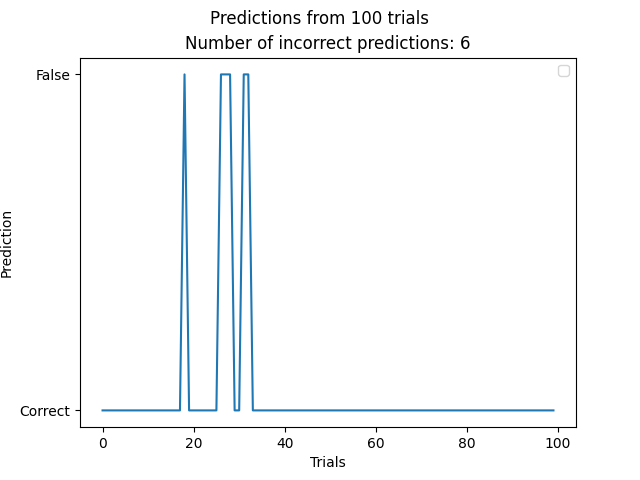 Predictions from 100 trials
Number of incorrect predictions: 6
False
Prediction
Correct
0 20 40 60 80 100
Trials